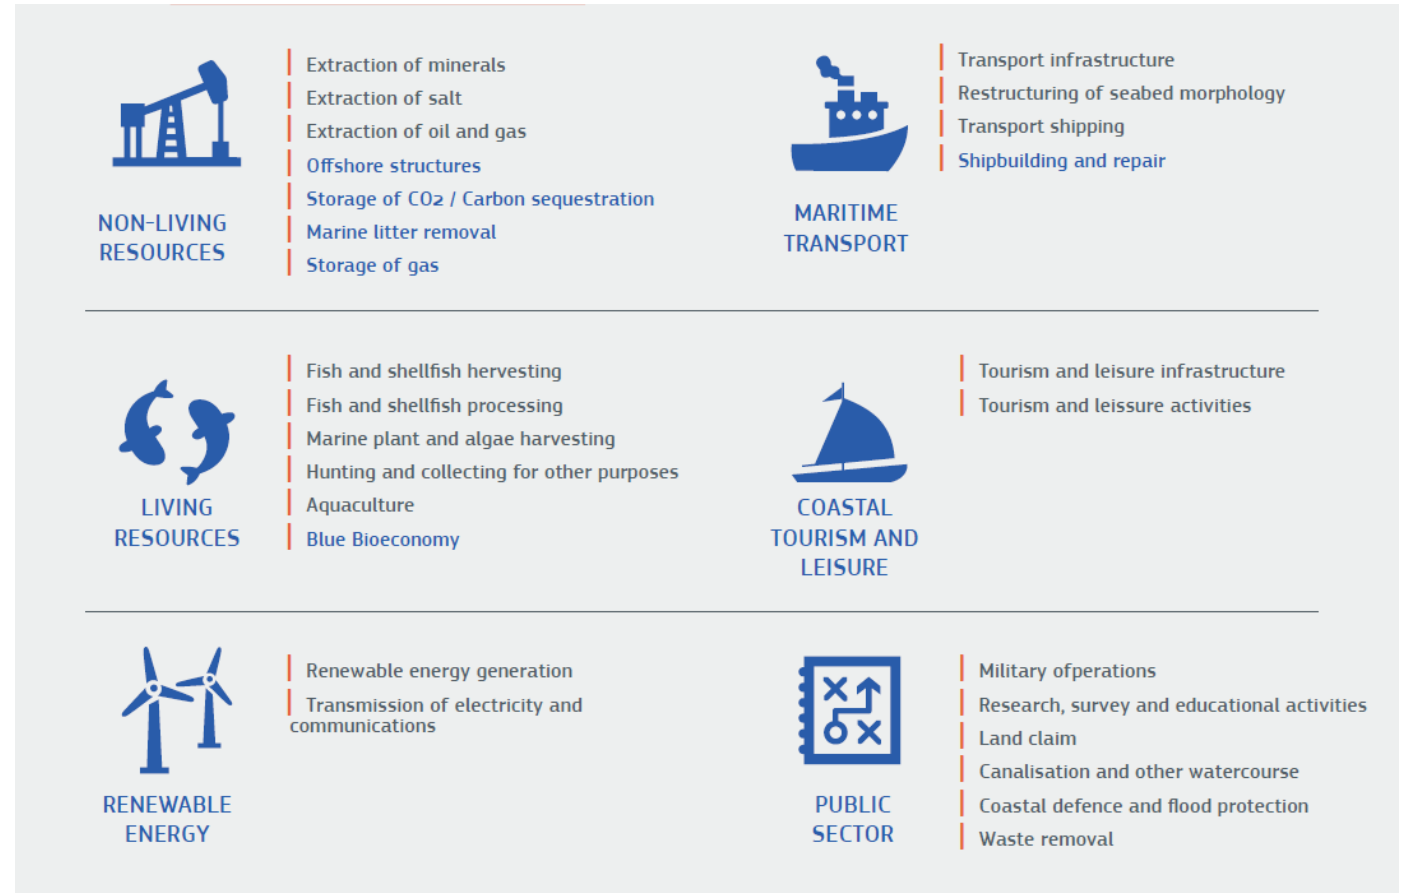 Extraction of minerals
Extraction of salt
Extraction of oil and gas
Offshore structures
Storage of CO2 / Carbon sequestration
Marine litter removal
Storage of gas
NON-LIVING
RESOURCES
Transport infrastructure
Restructuring of seabed morphology
Transport shipping
Shipbuilding and repair
MARITIME
TRANSPORT
Fish and shellfish hervesting
Fish and shellfish processing
Marine plant and algae harvesting
Hunting and collecting for other purposes
Aquaculture
Blue Bioeconomy
LIVING
RESOURCES
Tourism and leisure infrastructure
Tourism and leissure activities
COASTAL
TOURISM AND
LEISURE
Renewable energy generation
Transmission of electricity and
communications
RENEWABLE
ENERGY
Military ofperations
Research, survey and educational activities
Land claim
Canalisation and other watercourse
Coastal defence and flood protection
Waste removal
PUBLIC
SECTOR